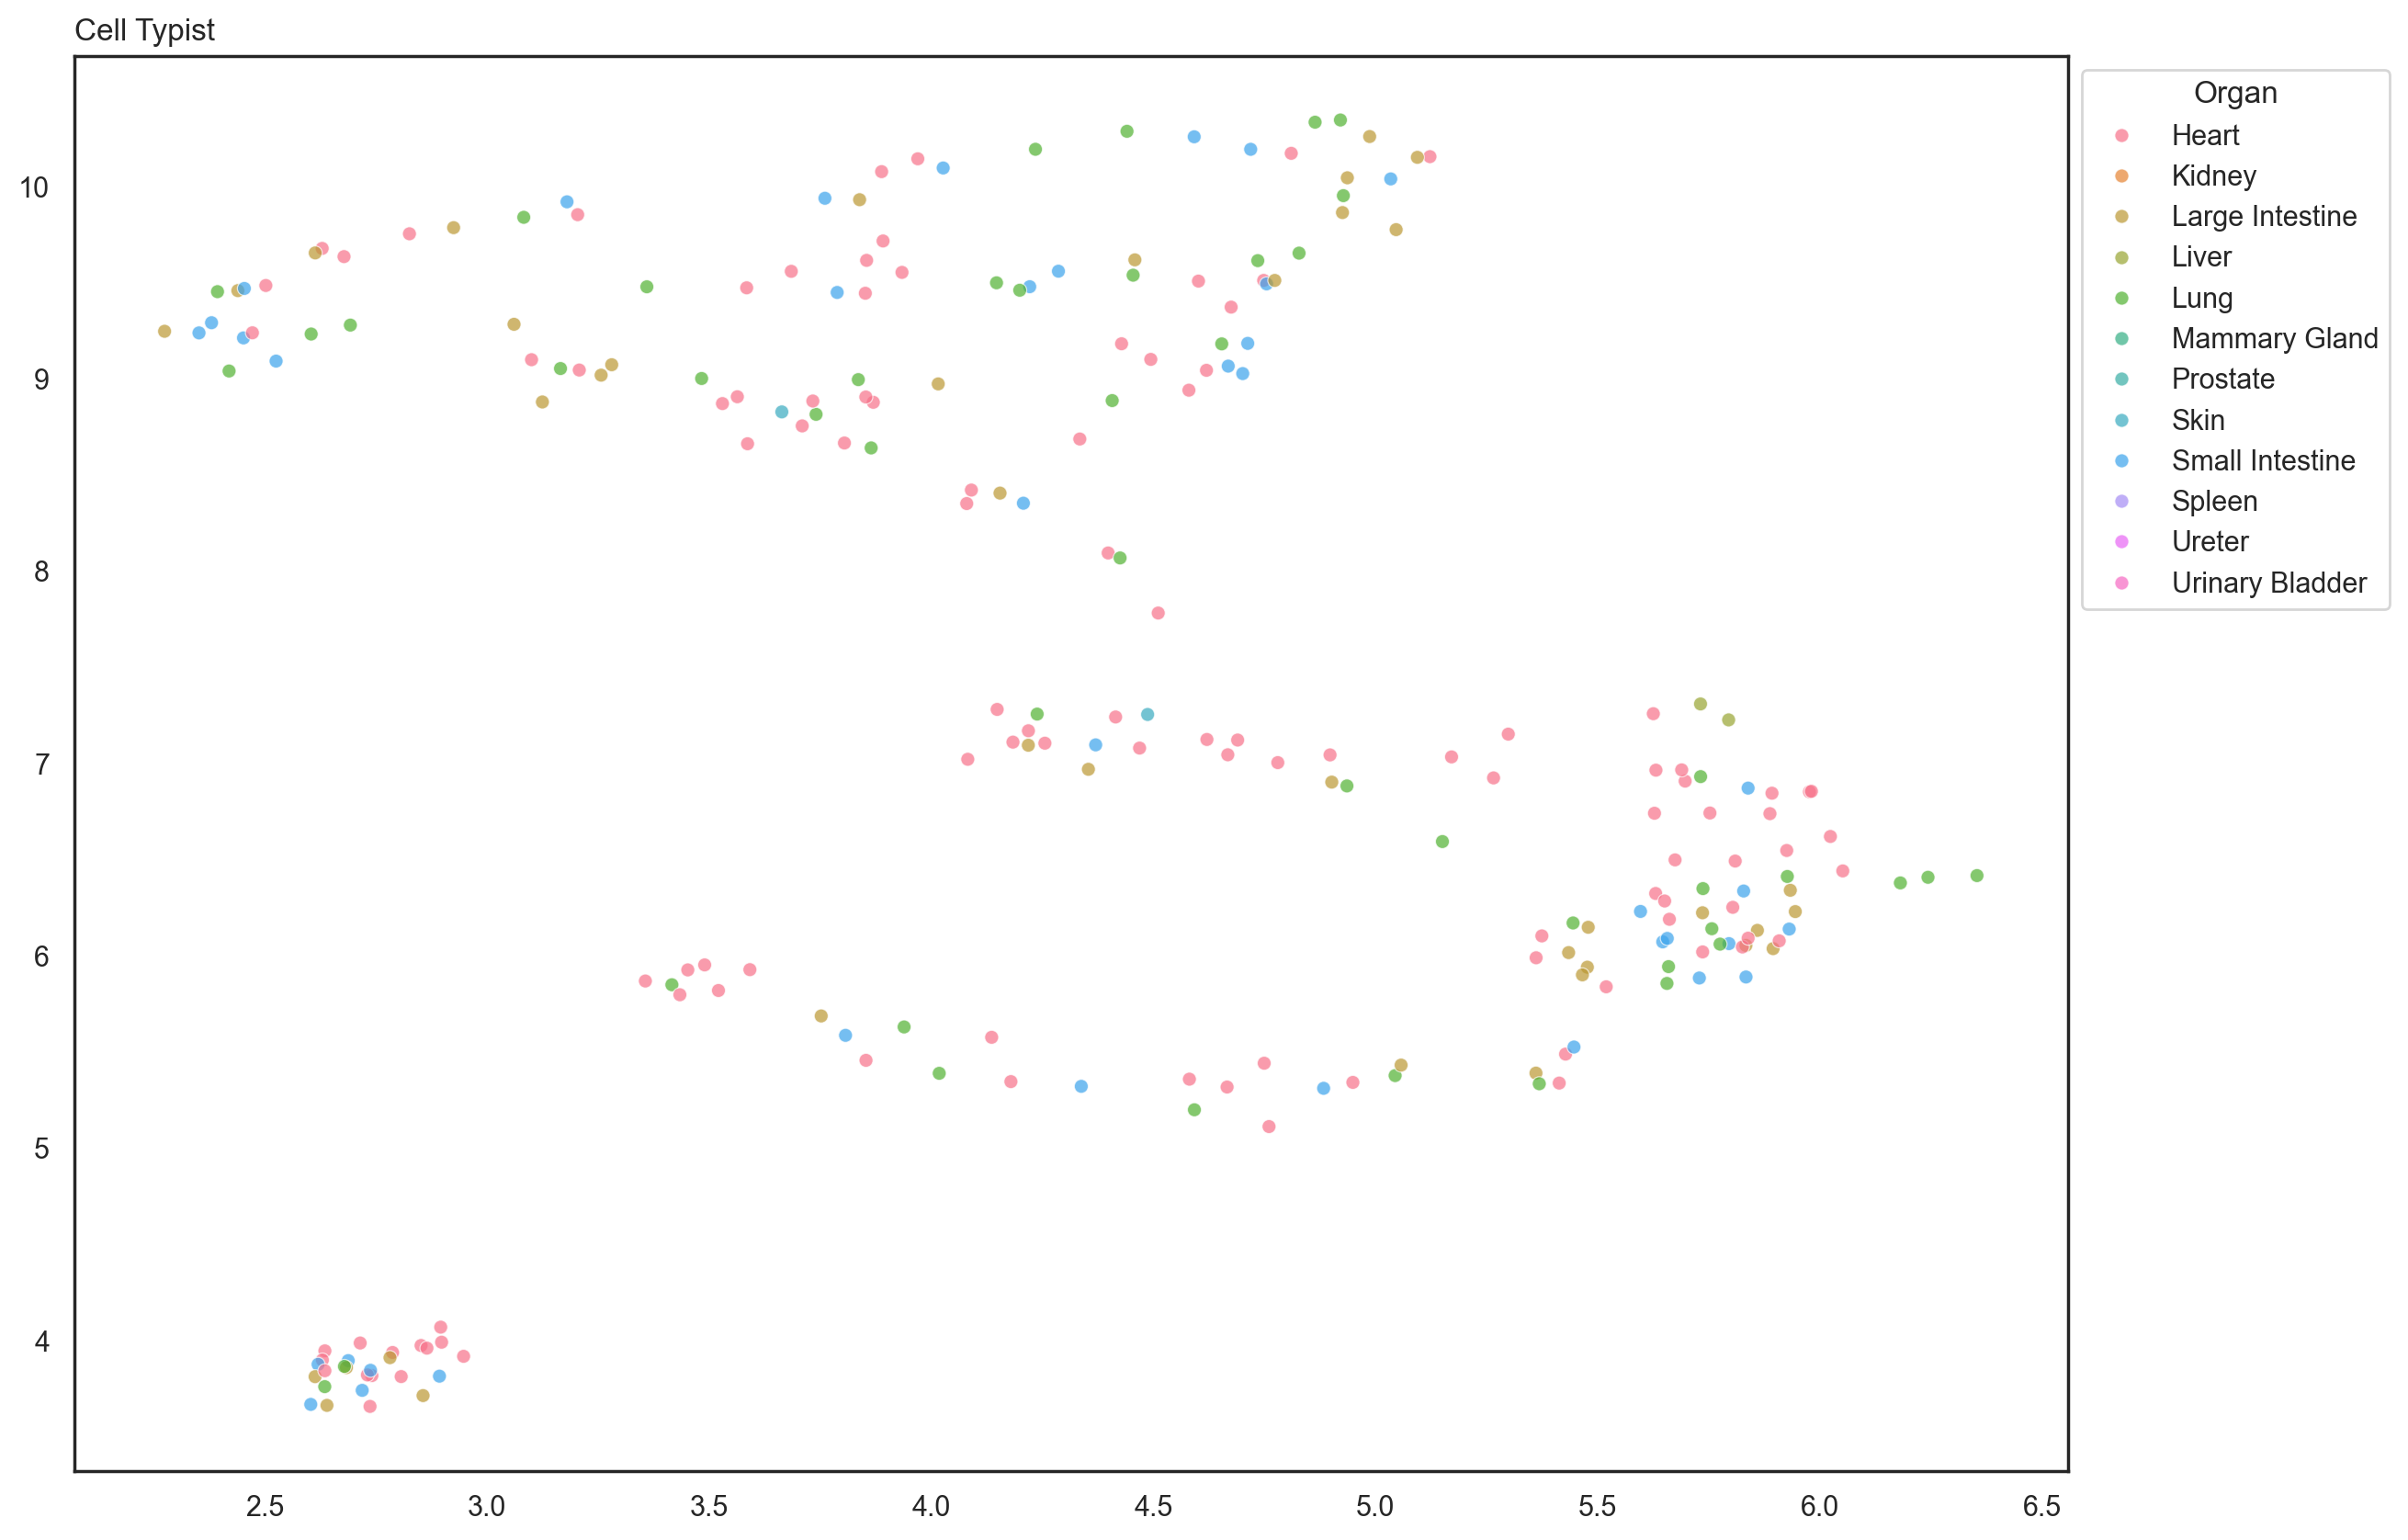 Cell Typist
Organ
Heart
Kidney
Large Intestine
Liver
Lung
Mammary Gland
Prostate
Skin
Small Intestine
Spleen
Ureter
Urinary Bladder
10
9
8
7
6
5
4
2.5 3.0 3.5 4.0 4.5 5.0 5.5 6.0 6.5